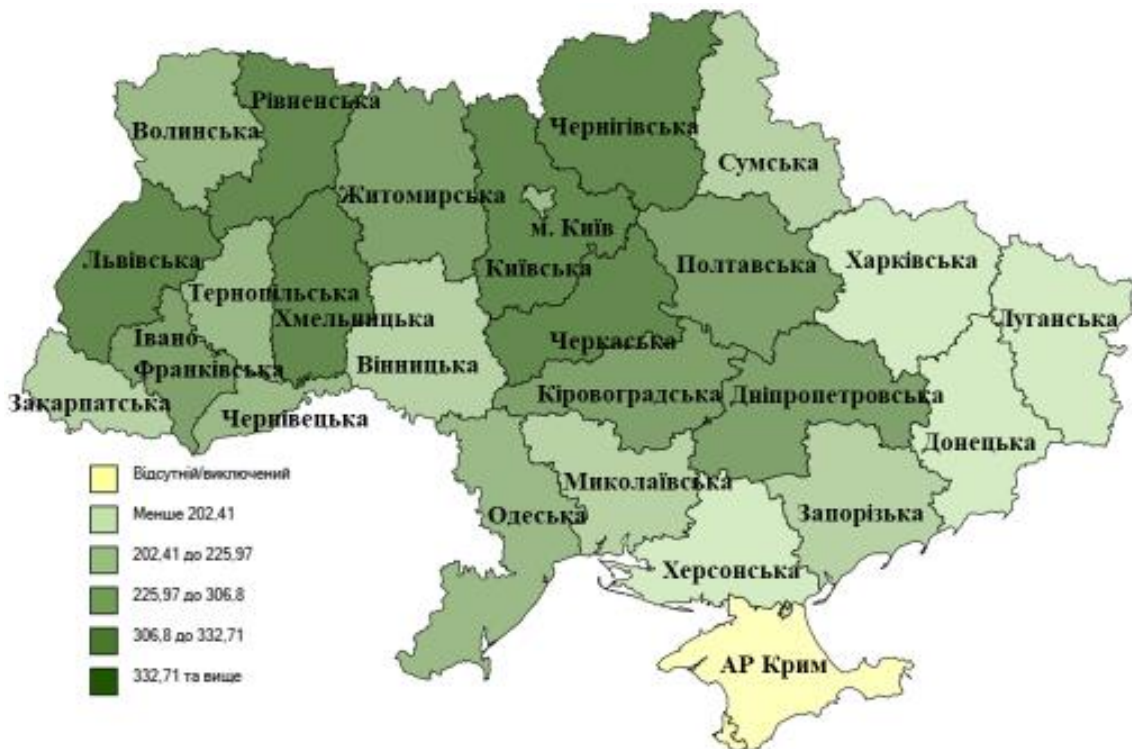 Рівненська
Волинська
Чернігівська
Сумська
Житомирська
м. Київ
Львівська
Київська
Полтавська
Харківська
Тернопільська
Хмельницька
Луганська
Івано
Франківська
Вінницька
Черкаська
Закарпатська
Чернівецька
Кіровоградська
Дніпропетровська
Донецька
Миколаївська
Одеська
Запорізька
Херсонська
АР Крим
Відсутній/виключений
Менше 202,41
202,41 до 225,97
225,97 до 306.8
306,8 до 332,71
332,71 та вище